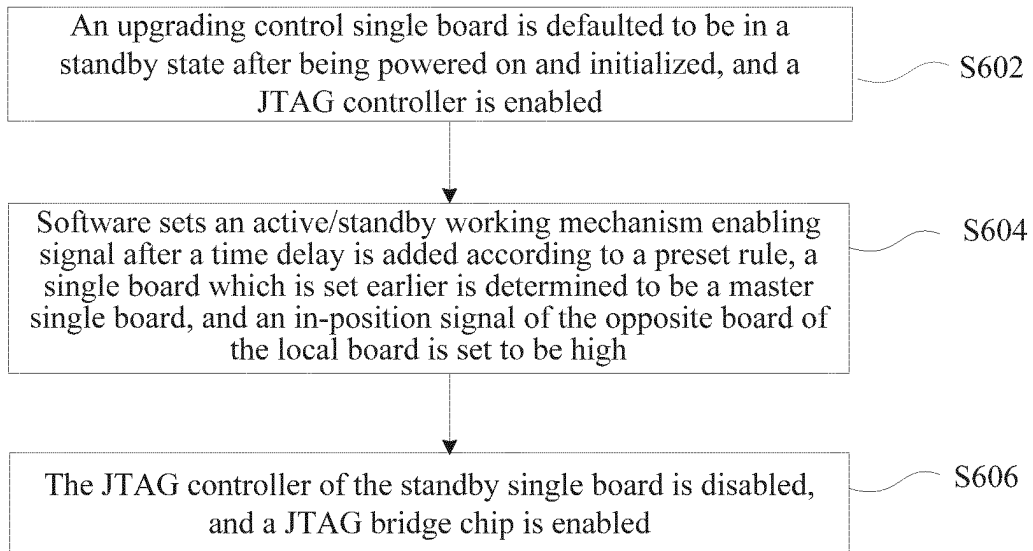 An upgrading control single board is defaulted to be in a
standby state after being powered on and initialized, and a
JTAG controller is enabled
S602
Software sets an active/standby working mechanism enabling
signal after a time delay is added according to a preset rule, a
single board which is set earlier is determined to be a master
single board, and an in-position signal of the opposite board of
the local board is set to be high
S604
The JTAG controller of the standby single board is disabled,
and a JTAG bridge chip is enabled
S606